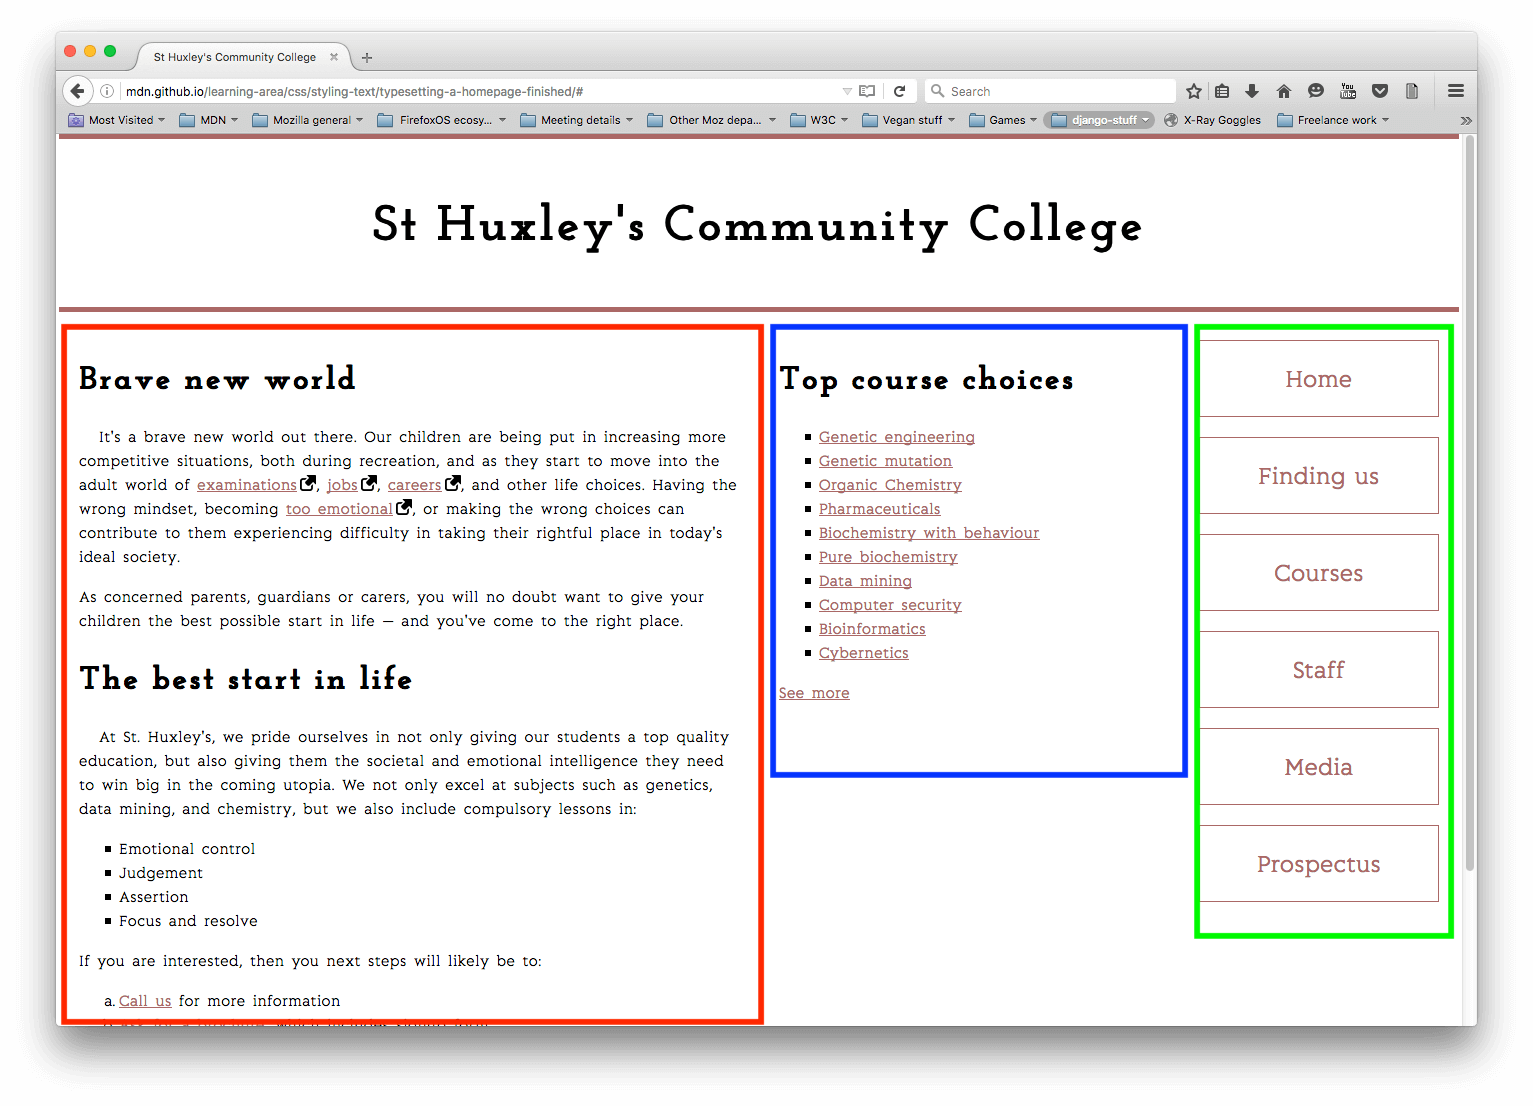 St Huxley's Community College
mdn.github.io/learning-area/css/styling-text/typesetting-a-homepage-finished/#
Search
You Tube
Most Visited
MDN
Mozilla general
FirefoxOS ecosy...
Meeting details
Other Moz depa...
W3C
Vegan stuff
Games
django-stuff
X-Ray Goggles
Freelance work
St Huxley's Community College
Brave new world
It's a brave new world out there. Our children are being put in increasing more
competitive situations, both during recreation, and as they start to move into the
adult world of examinations, jobs, careers, and other life choices. Having the
wrong mindset, becoming too emotional, or making the wrong choices can
contribute to them experiencing difficulty in taking their rightful place in today's
ideal society.
As concerned parents, guardians or carers, you will no doubt want to give your
children the best possible start in life — and you've come to the right place.
The best start in life
At St. Huxley's, we pride ourselves in not only giving our students a top quality
education, but also giving them the societal and emotional intelligence they need
to win big in the coming utopia. We not only excel at subjects such as genetics,
data mining, and chemistry, but we also include compulsory lessons in:
Emotional control
Judgement
Assertion
Focus and resolve
If you are interested, then you next steps will likely be to:
a. Call us for more information
Top course choices
Genetic engineering
Genetic mutation
Organic Chemistry
Pharmaceuticals
Biochemistry with behaviour
Pure biochemistry
Data mining
Computer security
Bioinformatics
Cybernetics
See more
Home
Finding us
Courses
Staff
Media
Prospectus